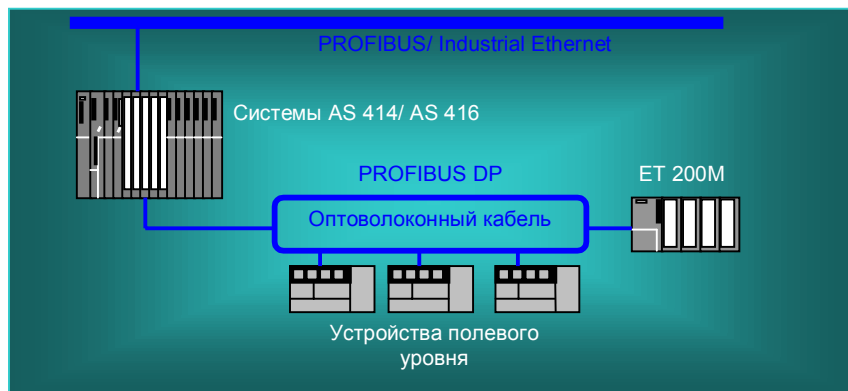 PROFIBUS/ Industrial Ethernet
Системы AS 414/ AS 416
PROFIBUS DP
ET 200M
Оптоволоконный кабель
Устройства полевого
уровня